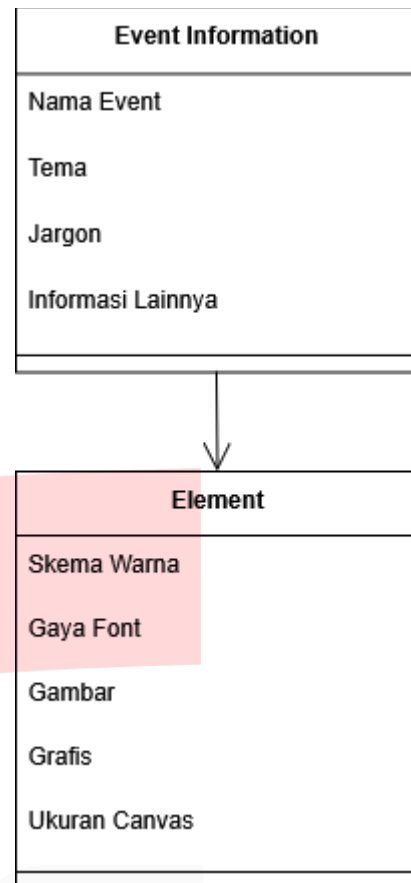 Event Information
Nama Event
Tema
Jargon
Informasi Lainnya
Element
Skema Warna
Gaya Font
Gambar
Grafis
Ukuran Canvas